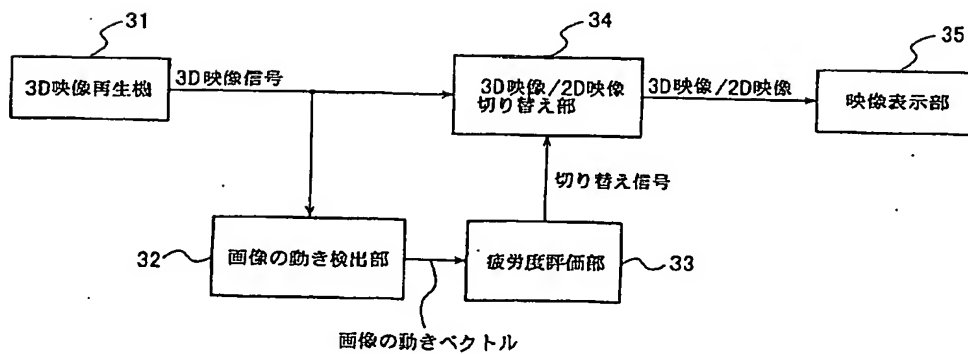 31
34
35
3D映像再生機
3D映像信号
3D映像/2D映像
切り替え部
3D映像/2D映像
映像表示部
切り替え信号
32
画像の動き検出部
疲労度評価部
33
画像の動きベクトル